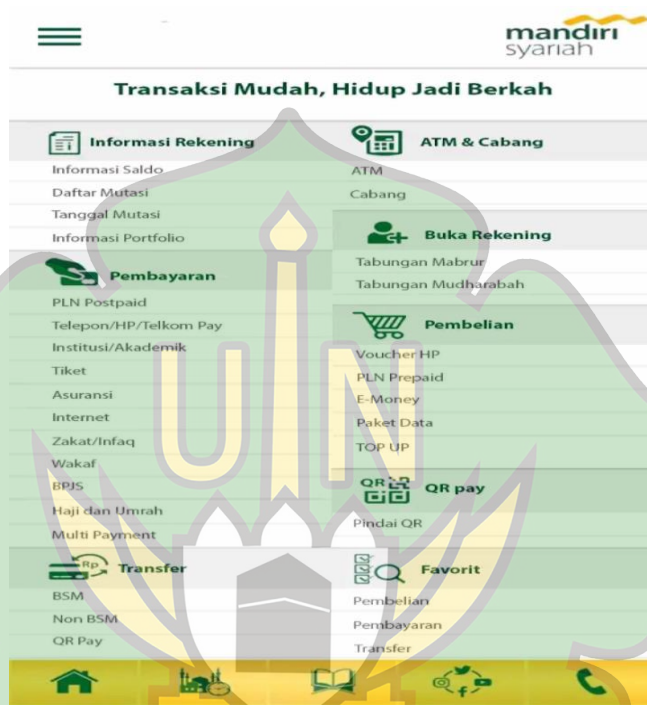 mandiri
syariah
Transaksi Mudah, Hidup Jadi Berkah
Informasi Rekening
Informasi Saldo
Daftar Mutasi
Tanggal Mutasi
Informasi Portfolio
Pembayaran
PLN Postpaid
Telepon/HP/Telkom Pay
Institusi/Akademik
Tiket
Asuransi
Internet
Zakat/Infaq
Wakaf
BPJS
Haji dan Umrah
Multi Payment
Rp
Transfer
BSM
Non BSM
QR Pay
ATM & Cabang
ATM
Cabang
Buka Rekening
Tabungan Mabrur
Tabungan Mudharabah
Pembelian
Voucher HP
PLN Prepaid
E-Money
Paket Data
TOP UP
QR
QR pay
Pindai QR
Favorit
Pembelian
Pembayaran
Transfer
UIN